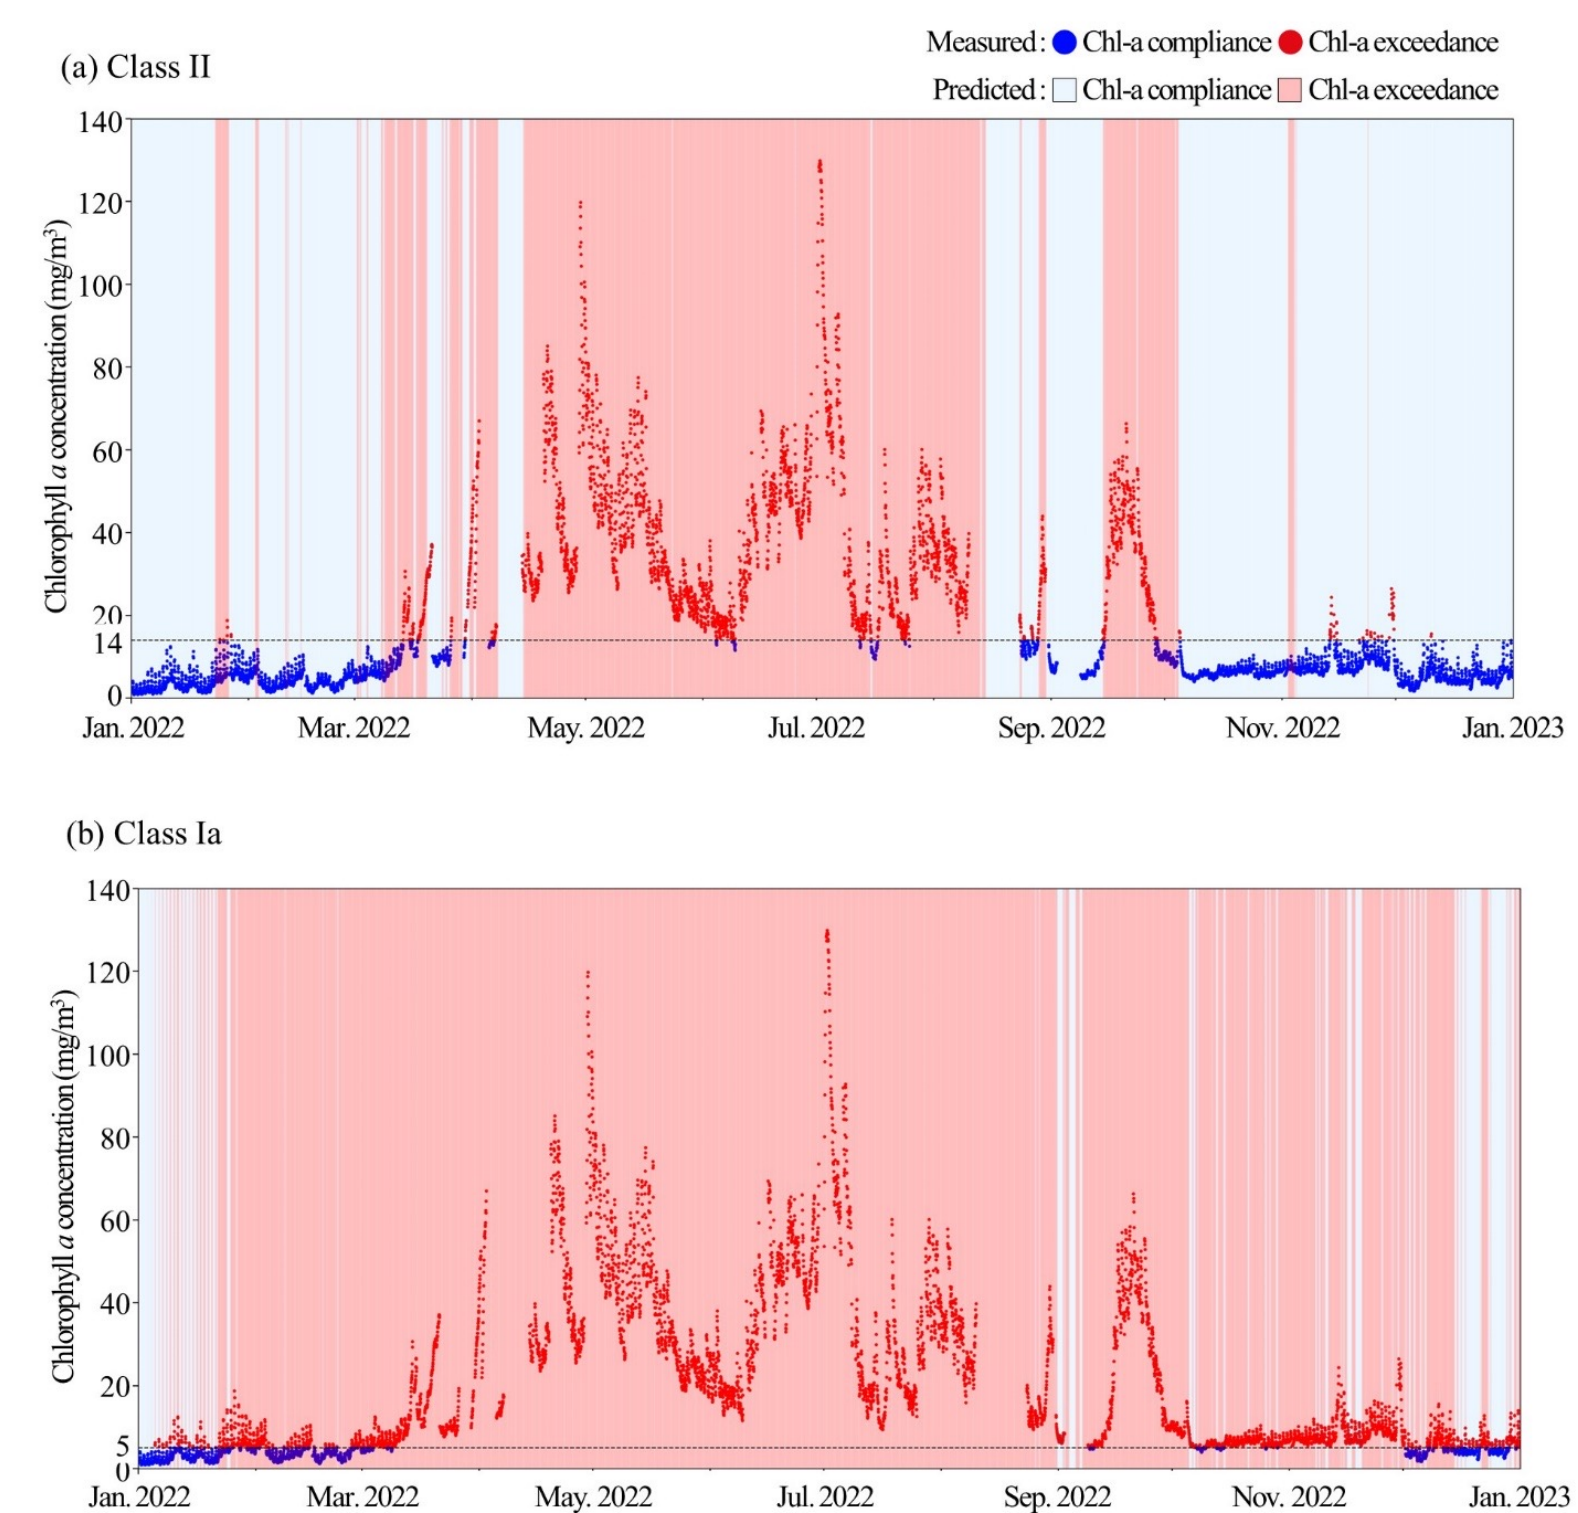 Measured : Chl-a compliance Chl-a exceedance
(a) Class II
Predicted : Chl-a compliance Chl-a exceedance
Chlorophyll a concentration (mg/m³)
140
120
100
80
60
40
20
14
0
Jan. 2022 Mar. 2022 May. 2022 Jul. 2022 Sep. 2022 Nov. 2022 Jan. 2023
(b) Class Ia
Chlorophyll a concentration (mg/m³)
140
120
100
80
60
40
20
5
0
Jan. 2022 Mar. 2022 May. 2022 Jul. 2022 Sep. 2022 Nov. 2022 Jan. 2023